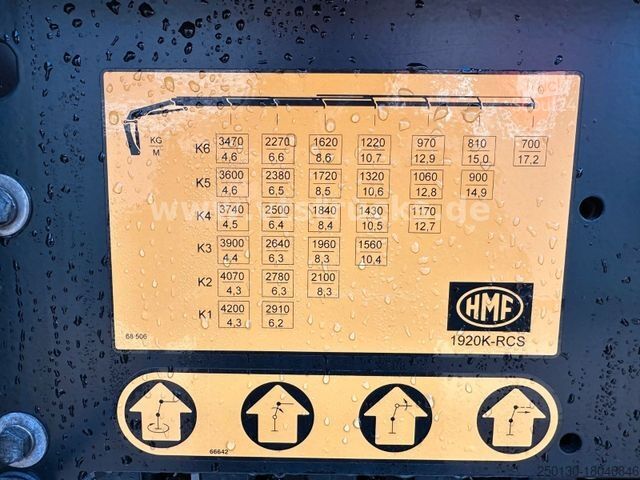 KG
M
K6 3470 2270 1620 1220 970 810 700
4,6 6,6 8,6 10,7 12,9 15,0 17,2
K5 3600 2380 1720 1320 1060 900
4,6 6,5 8,5 10,6 12,8 14,9
K4 3740 2500 1840 1430 1170
4,5 6,4 8,4 10,5 12,7
K3 3900 2640 1960 1560
4,4 6,3 8,3 10,4
K2 4070 2780 2100
4,3 6,3 8,3
K1 4200 2910
4,3 6,2
HMF
68-506
1920K-RCS
66642
250130-18046846